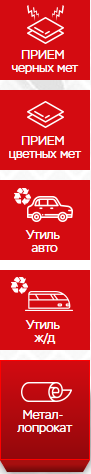 ПРИЕМ
черных мет
ПРИЕМ
цветных мет
Утиль
авто
Утиль
ж/д
Метал-
лопрокат